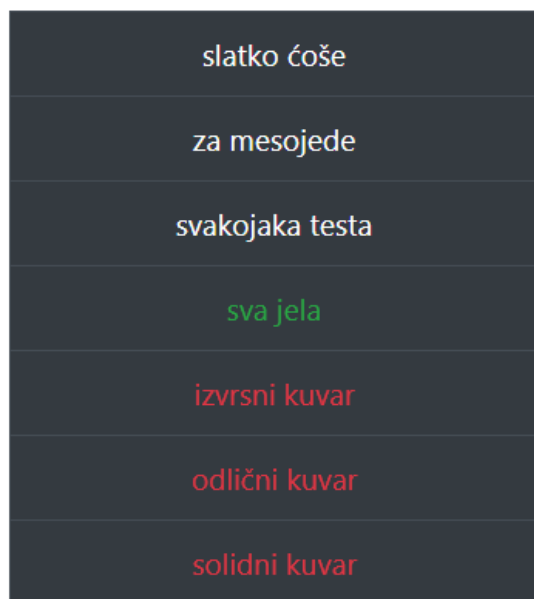 slatko ćoše
za mesojede
svakojaka testa
sva jela
izvrsni kuvar
odlični kuvar
solidni kuvar